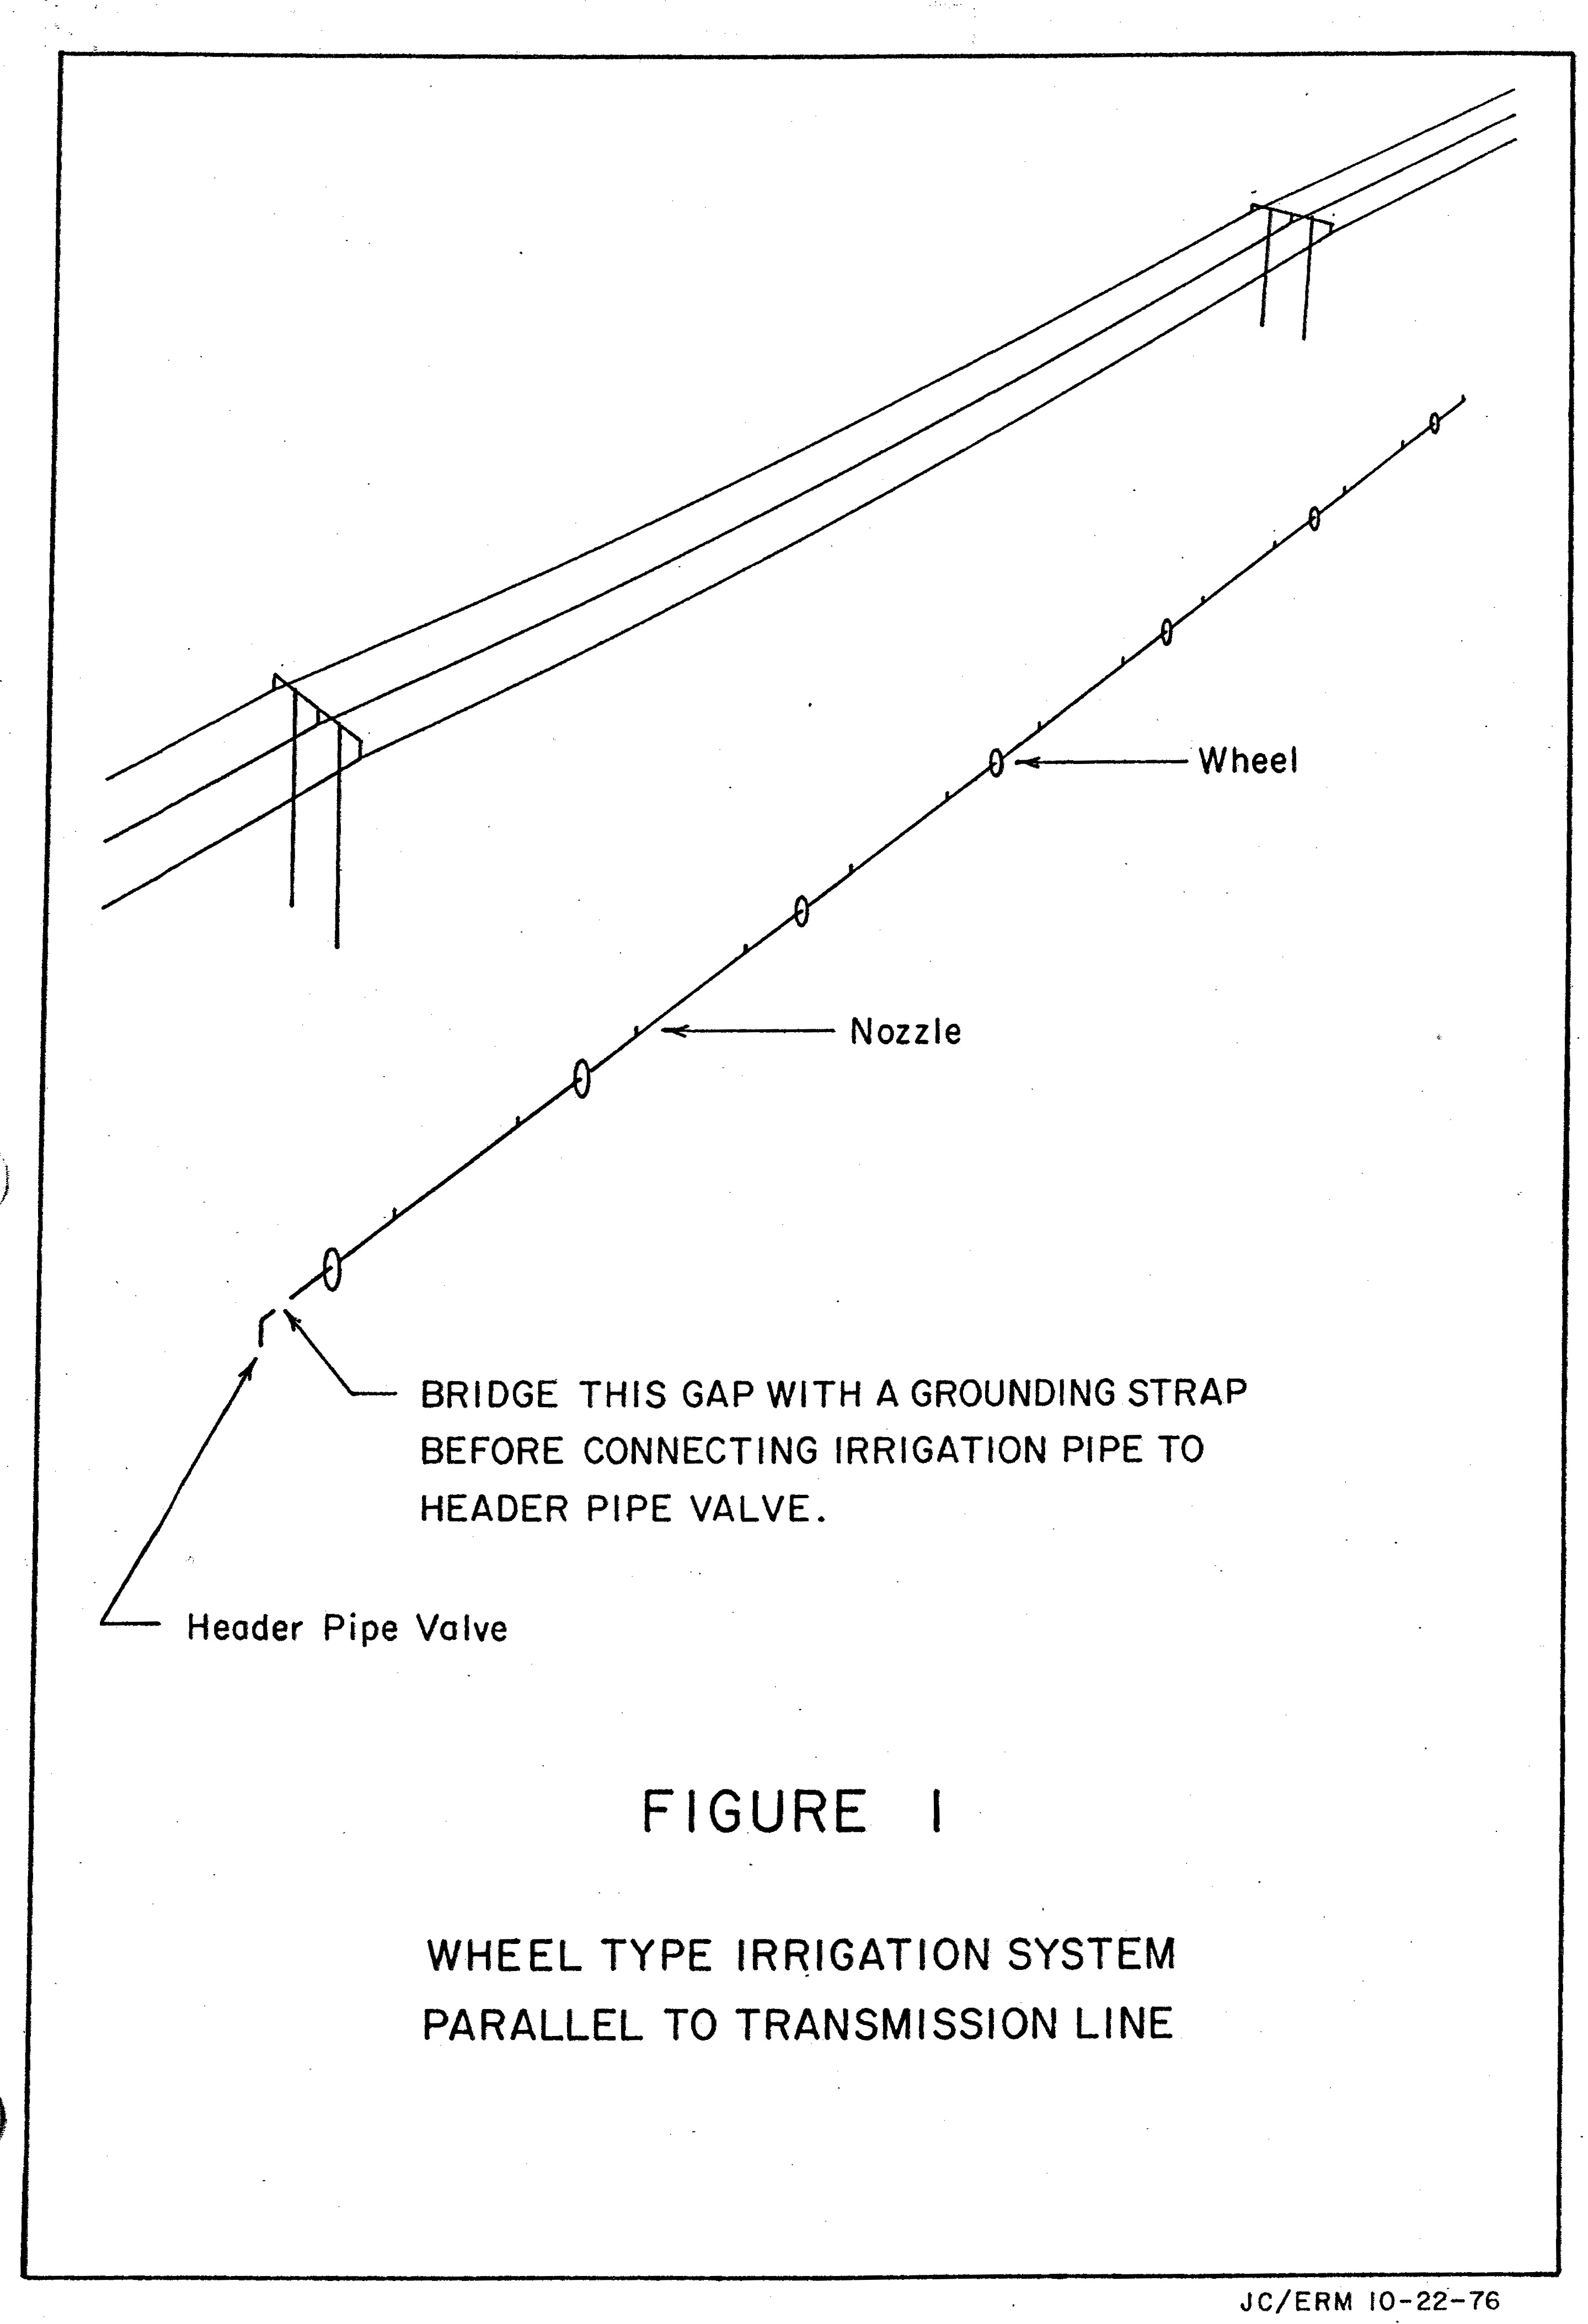 Wheel
Nozzle
BRIDGE THIS GAP WITH A GROUNDING STRAP
BEFORE CONNECTING IRRIGATION PIPE TO
HEADER PIPE VALVE.
Header Pipe Valve
FIGURE 1
WHEEL TYPE IRRIGATION SYSTEM
PARALLEL TO TRANSMISSION LINE
JC/ERM 10-22-76